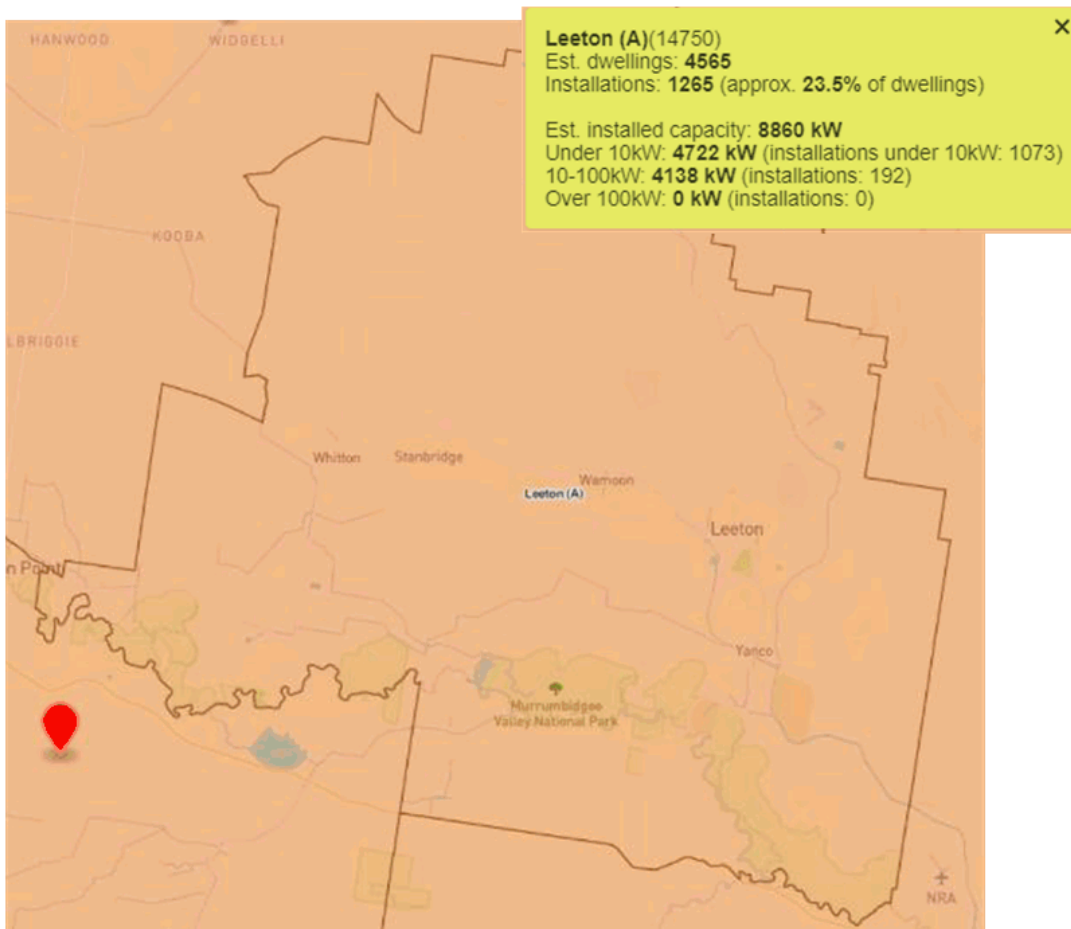 HANWOOD
WIDGELLI
Leeton (A)(14750)
Est. dwellings: 4565
Installations: 1265 (approx. 23.5% of dwellings)
Est. installed capacity: 8860 kW
Under 10kW: 4722 kW (installations under 10kW: 1073)
10-100kW: 4138 kW (installations: 192)
Over 100kW: 0 kW (installations: 0)
KOOBA
LBRIGGIE
Whitton
Stanbridge
Wamoon
Leeton (A)
Leeton
n Point
Yanco
Murrumbidgee
Valley National Park
NRA